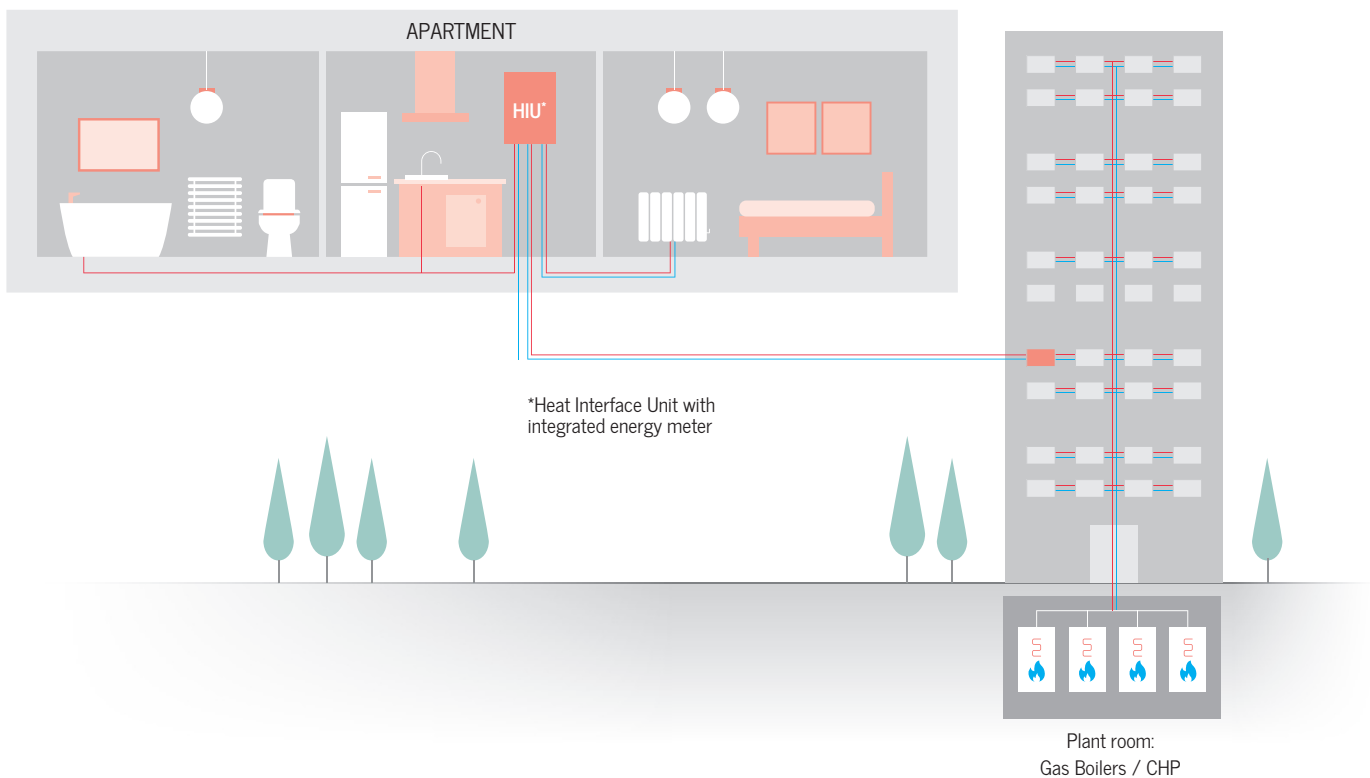 APARTMENT
HIU*
*Heat Interface Unit with
integrated energy meter
Plant room:
Gas Boilers / CHP